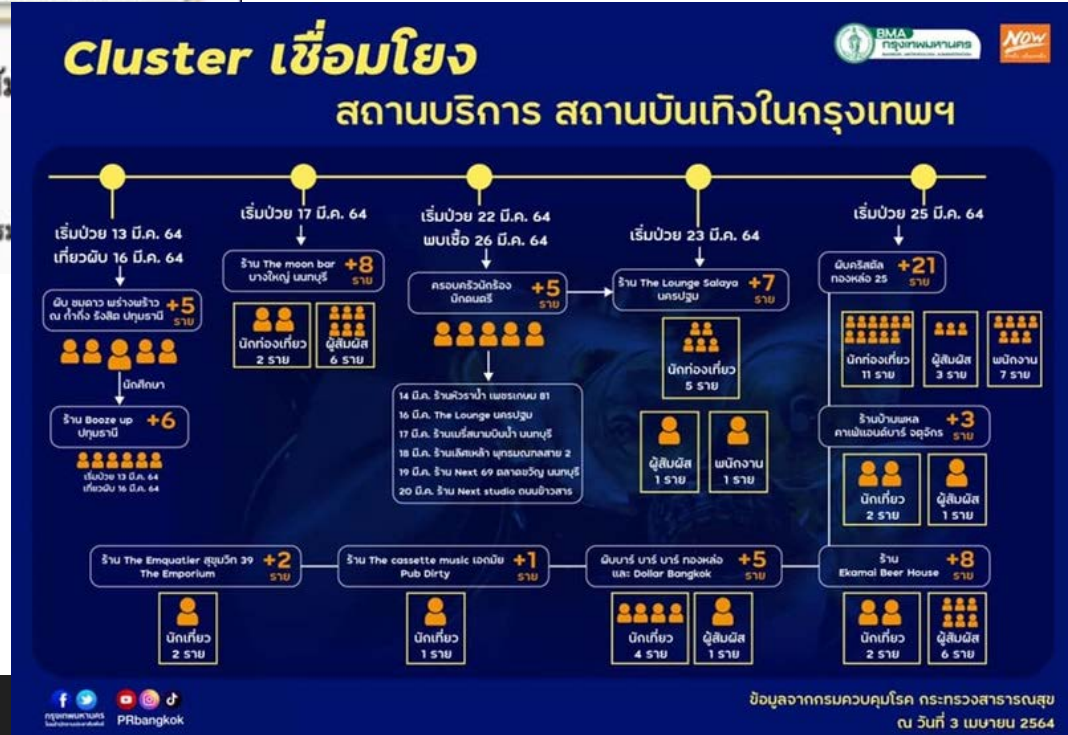 Cluster เชื่อมโยง
สถานบริการ สถานบันเทิงในกรุงเทพฯ
BMA
กรุงเทพมหานคร
NOW
เริ่มป่วย 13 มี.ค. 64
เที่ยวผับ 16 มี.ค. 64
ผับ ชมดาว พร่างพร้าว
ณ ก้ำกึ่ง รังสิต ปทุมธานี
+5
ราย
นักศึกษา
ร้าน Booze up
ปทุมธานี
+6
เริ่มป่วย 13 มี.ค. 64
เที่ยวผับ 16 มี.ค. 64
เริ่มป่วย 17 มี.ค. 64
ร้าน The moon bar
บางใหญ่ นนทบุรี
+8
ราย
นักท่องเที่ยว
2 ราย
ผู้สัมผัส
6 ราย
เริ่มป่วย 22 มี.ค. 64
พบเชื้อ 26 มี.ค. 64
ครอบครัวนักร้อง
นักดนตรี
+5
ราย
14 มี.ค. ร้านหัวราน้ำ เพชรเกษม 81
16 มี.ค. The Lounge นครปฐม
17 มี.ค. ร้านเมรี่สนามบินน้ำ นนทบุรี
18 มี.ค. ร้านเลิศเหล้า พุทธมณฑลสาย 2
19 มี.ค. ร้าน Next 69 ตลาดขวัญ นนทบุรี
20 มี.ค. ร้าน Next studio ถนนข้าวสาร
เริ่มป่วย 23 มี.ค. 64
ร้าน The Lounge Salaya
นครปฐม
+7
ราย
นักท่องเที่ยว
5 ราย
ผู้สัมผัส
1 ราย
พนักงาน
1 ราย
เริ่มป่วย 25 มี.ค. 64
ผับคริสตัล
ทองหล่อ 25
+21
ราย
นักท่องเที่ยว
11 ราย
ผู้สัมผัส
3 ราย
พนักงาน
7 ราย
ร้านบ้านพหล
คาเฟ่แอนด์บาร์ จตุจักร
+3
ราย
นักเที่ยว
2 ราย
ผู้สัมผัส
1 ราย
ร้าน The Emquatier สุขุมวิท 39
The Emporium
+2
ราย
นักเที่ยว
2 ราย
ร้าน The cassette music เอกมัย
Pub Dirty
+1
ราย
นักเที่ยว
1 ราย
ผับบาร์ บาร์ บาร์ ทองหล่อ
และ Dollar Bangkok
+5
ราย
นักเที่ยว
4 ราย
ผู้สัมผัส
1 ราย
ร้าน
Ekamai Beer House
+8
ราย
นักเที่ยว
2 ราย
ผู้สัมผัส
6 ราย
กรุงเทพมหานคร
PRbangkok
ข้อมูลจากกรมควบคุมโรค กระทรวงสาธารณสุข
ณ วันที่ 3 เมษายน 2564